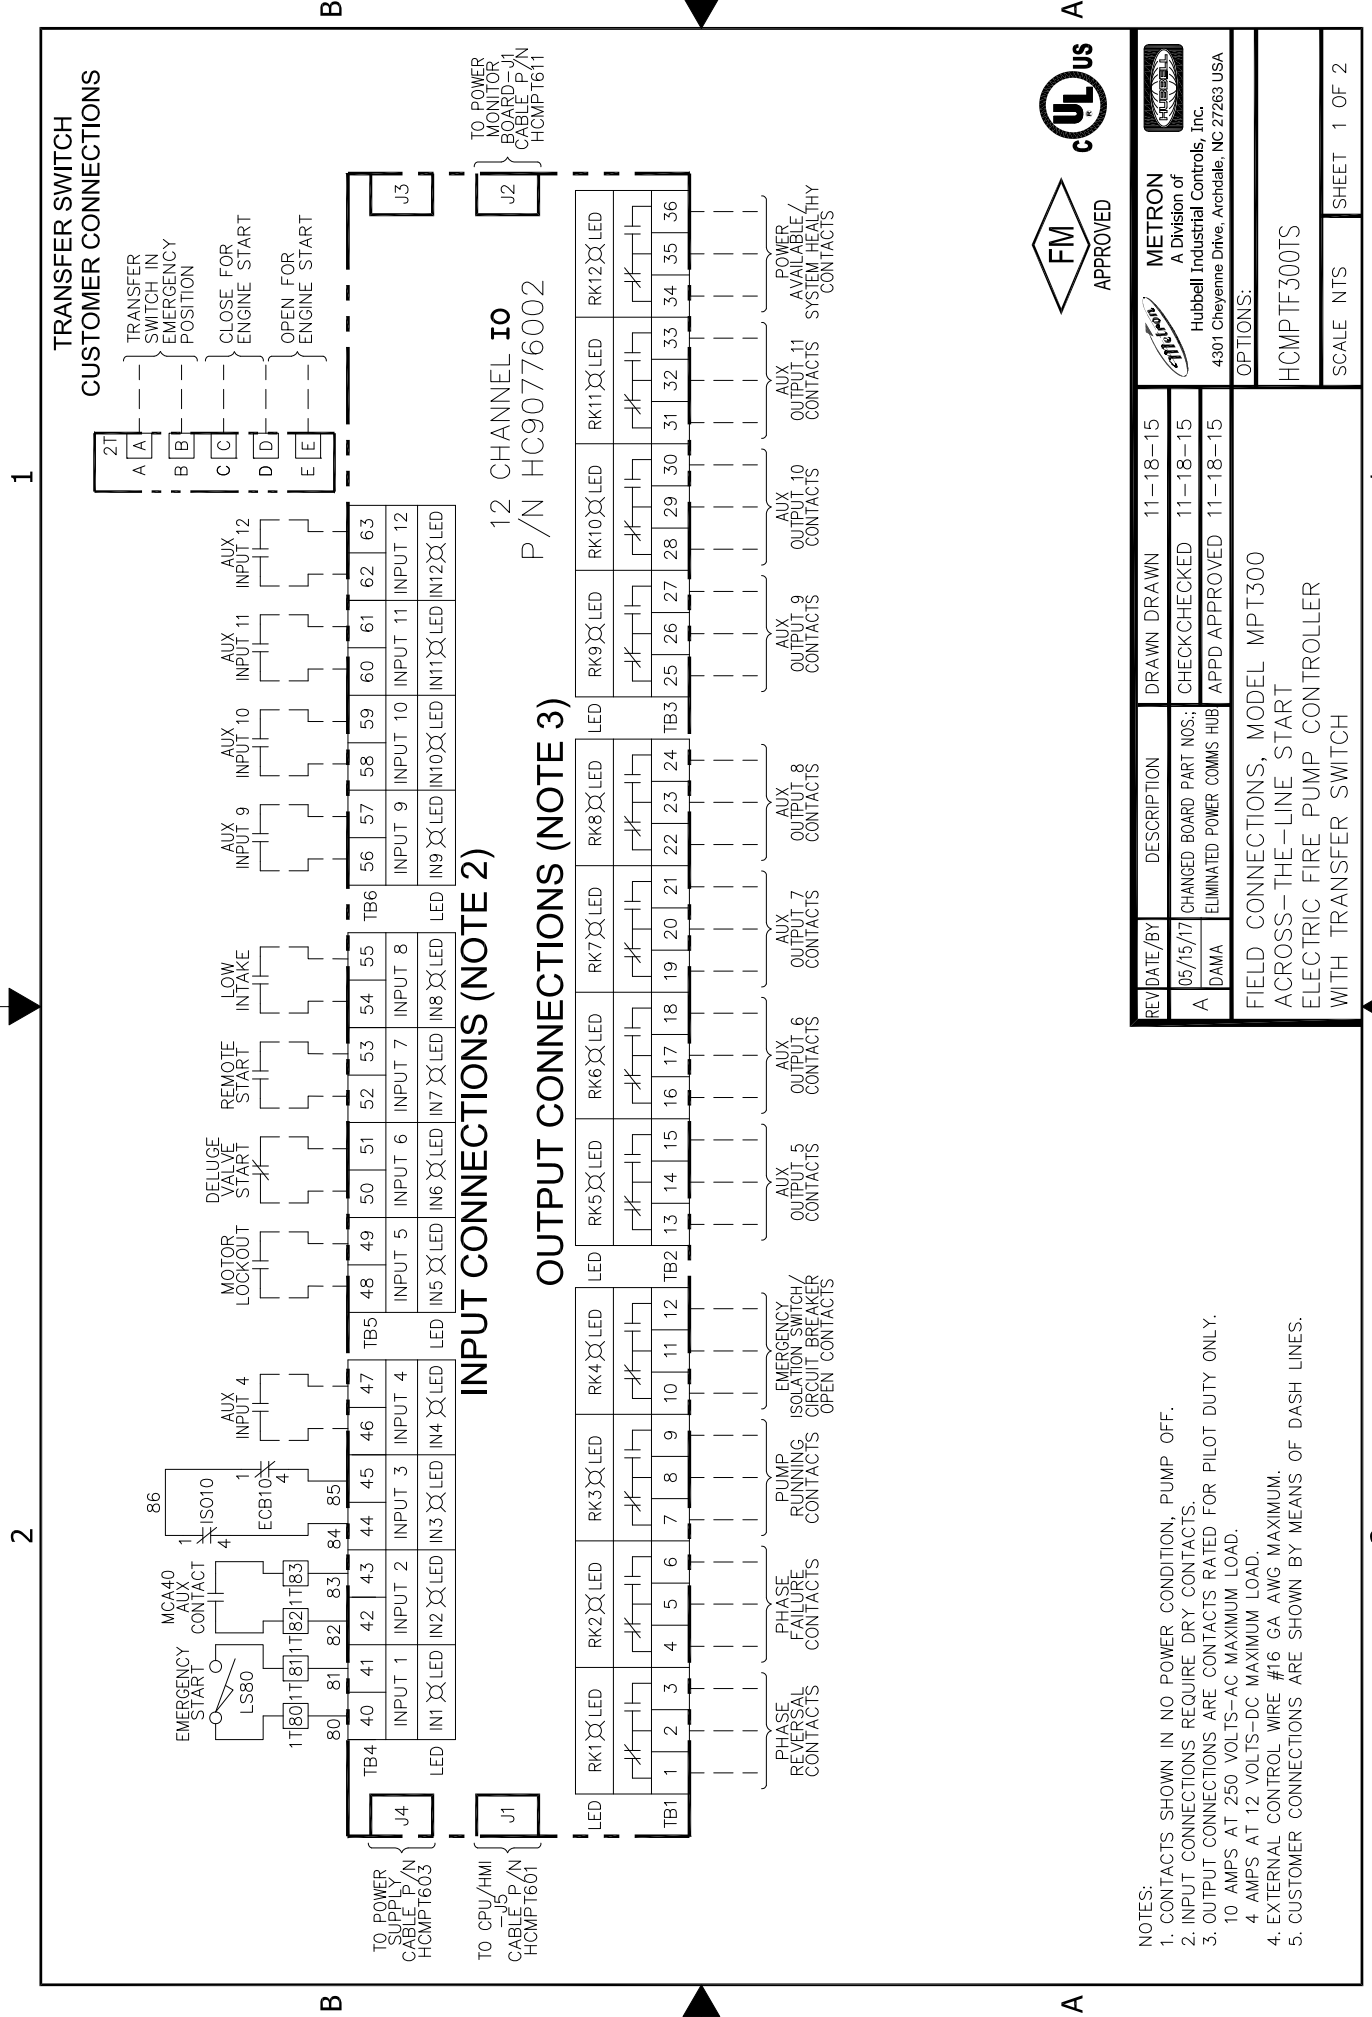 B
A
1
2
TRANSFER SWITCH
CUSTOMER CONNECTIONS
2T
A A
B B
C C
D D
E E
TRANSFER
SWITCH IN
EMERGENCY
POSITION
CLOSE FOR
ENGINE START
OPEN FOR
ENGINE START
EMERGENCY
START
LS80
1T 80 1T 81
80 81
MCA40
AUX
CONTACT
1T 82 1T 83
82 83
86
1 ISO10 4
1 ECB10 4
84 85
AUX
INPUT 4
MOTOR
LOCKOUT
DELUGE
VALVE
START
REMOTE
START
LOW
INTAKE
AUX
INPUT 9
AUX
INPUT 10
AUX
INPUT 11
AUX
INPUT 12
TB4 40 41 42 43 44 45 46 47
INPUT 1 INPUT 2 INPUT 3 INPUT 4
LED IN1 LED IN2 LED IN3 LED IN4 LED
TB5 48 49 50 51 52 53 54 55
INPUT 5 INPUT 6 INPUT 7 INPUT 8
LED IN5 LED IN6 LED IN7 LED IN8 LED
TB6 56 57 58 59 60 61 62 63
INPUT 9 INPUT 10 INPUT 11 INPUT 12
LED IN9 LED IN10 LED IN11 LED IN12 LED
J4
TO POWER
SUPPLY
CABLE P/N
HCMPT603
J1
TO CPU/HMI
-J5
CABLE P/N
HCMPT601
J3
J2
TO POWER
MONITOR
BOARD-J1
CABLE P/N
HCMPT611
INPUT CONNECTIONS (NOTE 2)
12 CHANNEL IO
P/N HC90776002
OUTPUT CONNECTIONS (NOTE 3)
LED RK1 LED RK2 LED RK3 LED RK4 LED
TB1 1 2 3 4 5 6 7 8 9 10 11 12
LED RK5 LED RK6 LED RK7 LED RK8 LED
TB2 13 14 15 16 17 18 19 20 21 22 23 24
LED RK9 LED RK10 LED RK11 LED RK12 LED
TB3 25 26 27 28 29 30 31 32 33 34 35 36
PHASE
REVERSAL
CONTACTS
PHASE
FAILURE
CONTACTS
PUMP
RUNNING
CONTACTS
EMERGENCY
ISOLATION SWITCH/
CIRCUIT BREAKER
OPEN CONTACTS
AUX
OUTPUT 5
CONTACTS
AUX
OUTPUT 6
CONTACTS
AUX
OUTPUT 7
CONTACTS
AUX
OUTPUT 8
CONTACTS
AUX
OUTPUT 9
CONTACTS
AUX
OUTPUT 10
CONTACTS
AUX
OUTPUT 11
CONTACTS
POWER
AVAILABLE/
SYSTEM HEALTHY
CONTACTS
FM
APPROVED
C UL US
®
NOTES:
1. CONTACTS SHOWN IN NO POWER CONDITION, PUMP OFF.
2. INPUT CONNECTIONS REQUIRE DRY CONTACTS.
3. OUTPUT CONNECTIONS ARE CONTACTS RATED FOR PILOT DUTY ONLY.
10 AMPS AT 250 VOLTS-AC MAXIMUM LOAD.
4 AMPS AT 12 VOLTS-DC MAXIMUM LOAD.
4. EXTERNAL CONTROL WIRE #16 GA AWG MAXIMUM.
5. CUSTOMER CONNECTIONS ARE SHOWN BY MEANS OF DASH LINES.
REV DATE/BY DESCRIPTION
A 05/15/17 CHANGED BOARD PART NOS.;
DAMA ELIMINATED POWER COMMS HUB
DRAWN DRAWN 11-18-15
CHECK CHECKED 11-18-15
APPD APPROVED 11-18-15
Metron
METRON
HUBBELL
A Division of
Hubbell Industrial Controls, Inc.
4301 Cheyenne Drive, Archdale, NC 27263 USA
FIELD CONNECTIONS, MODEL MPT300
ACROSS-THE-LINE START
ELECTRIC FIRE PUMP CONTROLLER
WITH TRANSFER SWITCH
OPTIONS:
HCMPTF300TS
SCALE NTS SHEET 1 OF 2
B
A